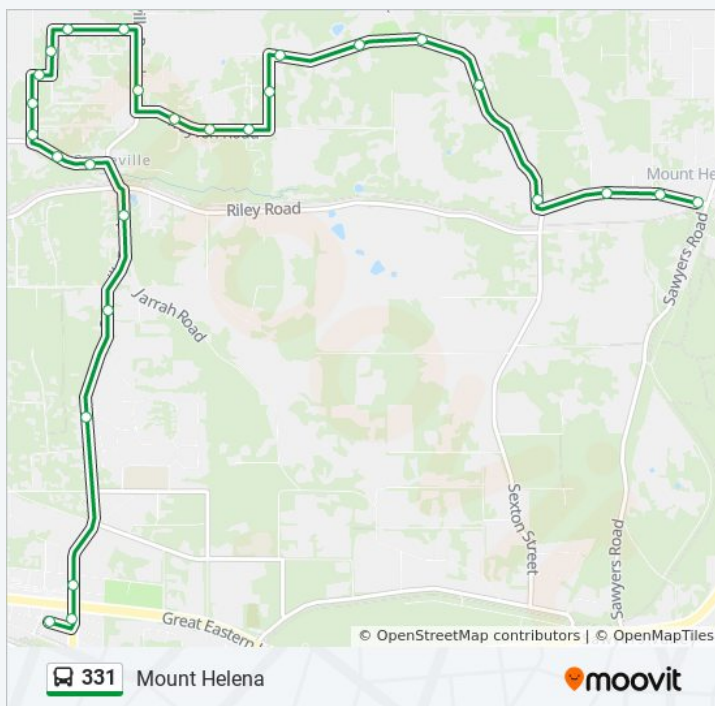 Mount He
Riley Road
Sawyers Road
Jarrah Road
Sexton Street
Sawyers Road
Great Eastern
© OpenStreetMap contributors | © OpenMapTiles
331 Mount Helena moovit